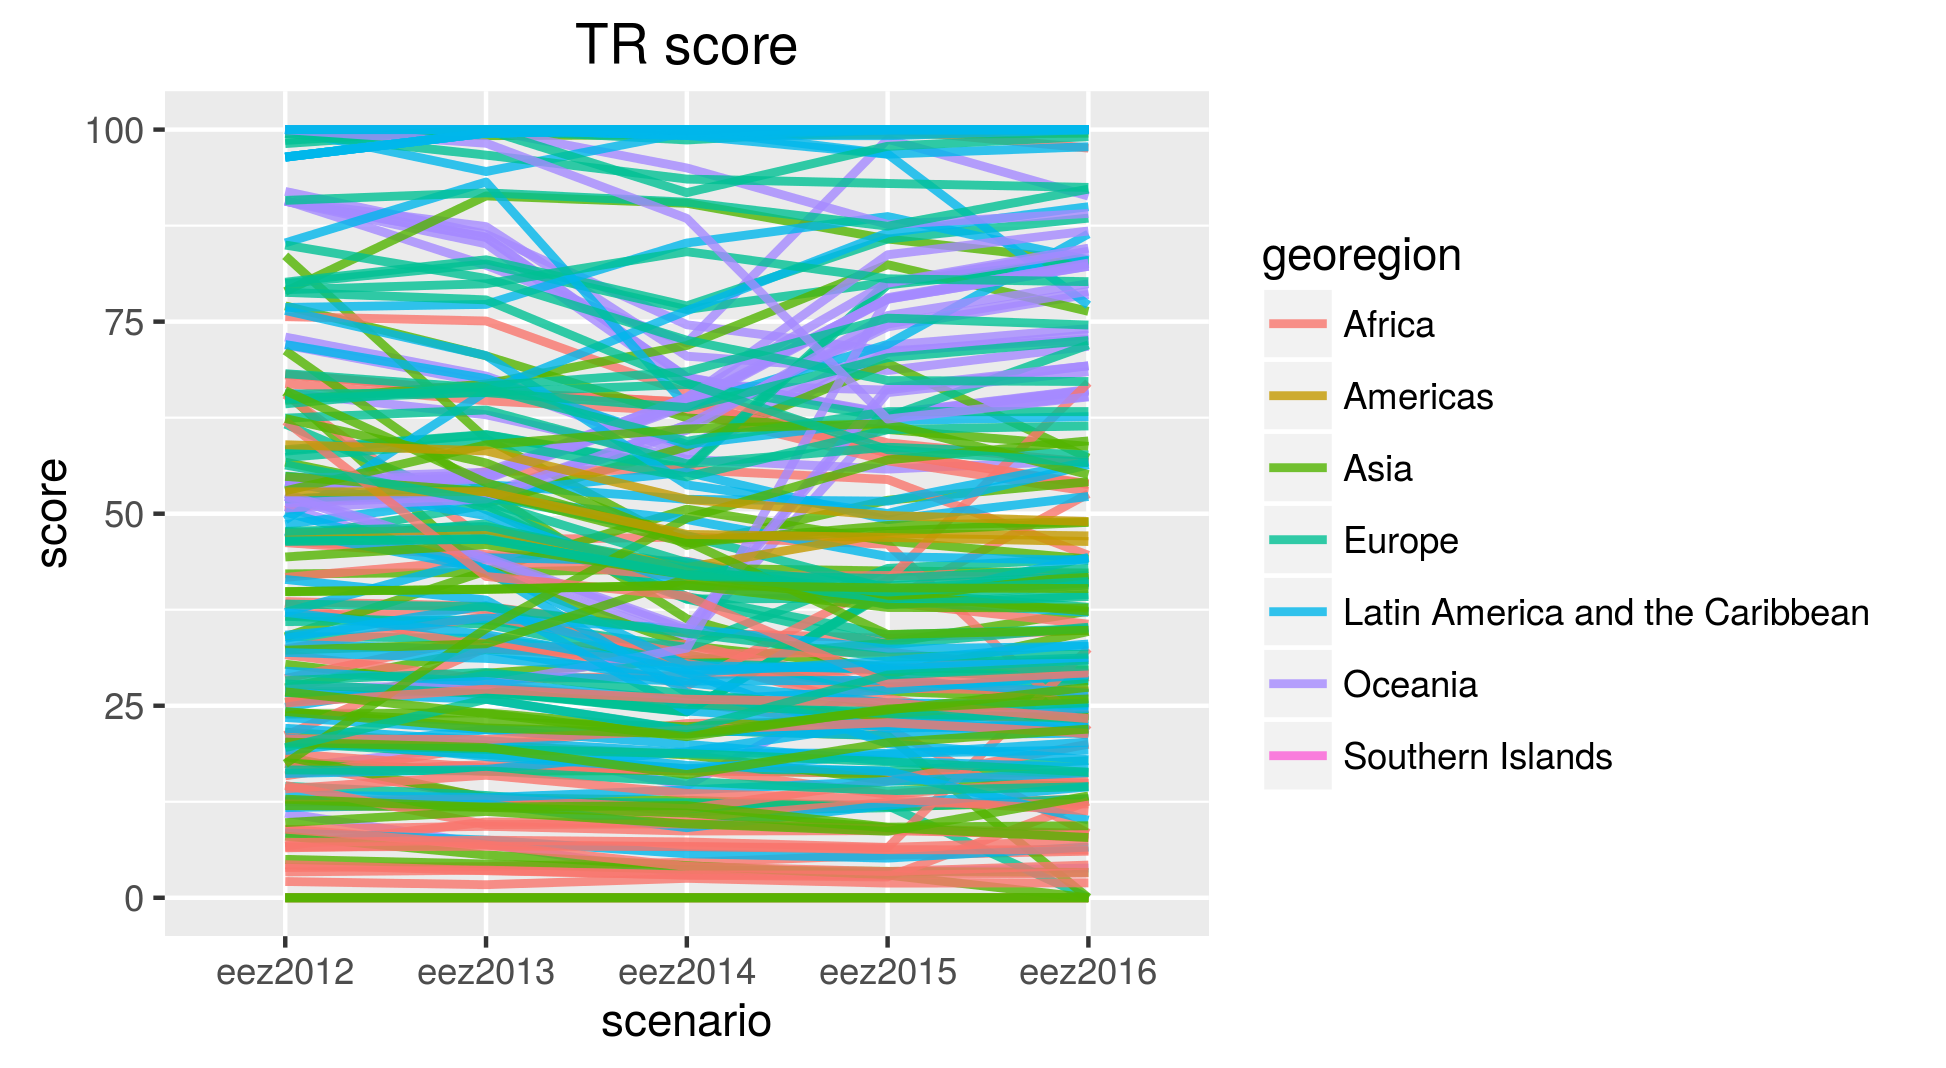 TR score
score
100
75
50
25
0
eez2012 eez2013 eez2014 eez2015 eez2016
scenario
georegion
Africa
Americas
Asia
Europe
Latin America and the Caribbean
Oceania
Southern Islands